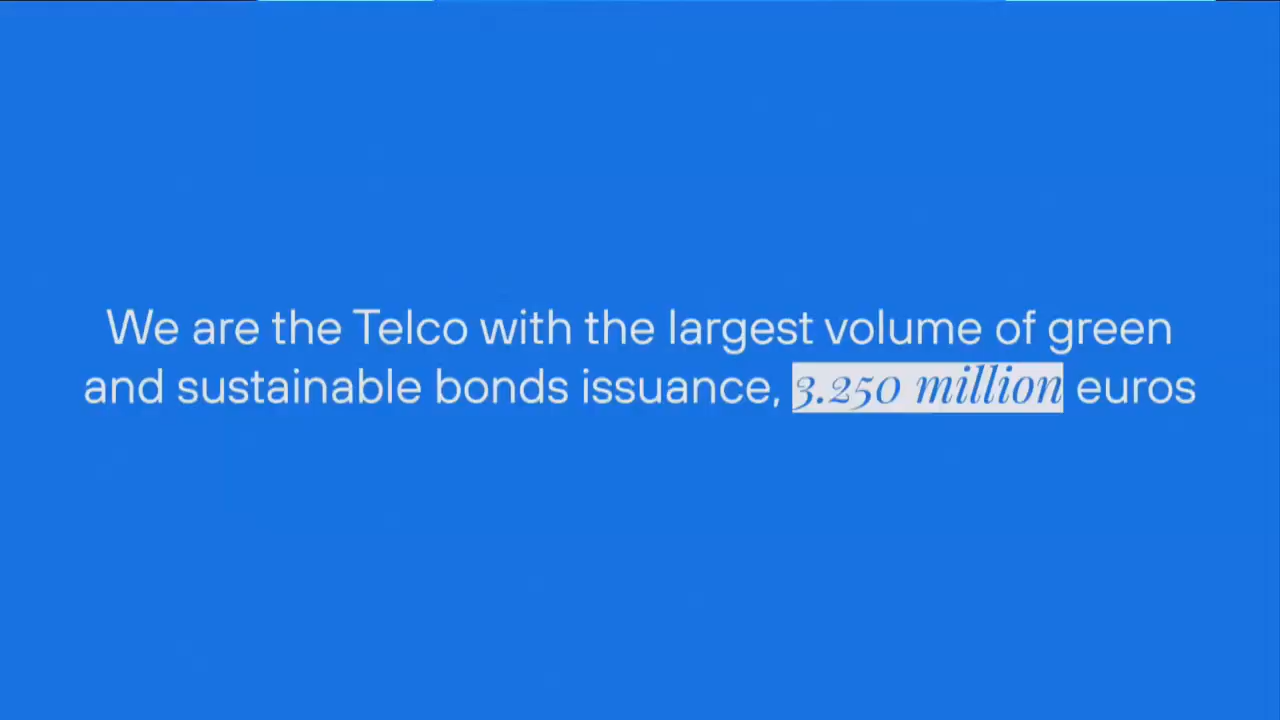 We are the Telco with the largest volume of green
and sustainable bonds issuance, 3.250 million euros